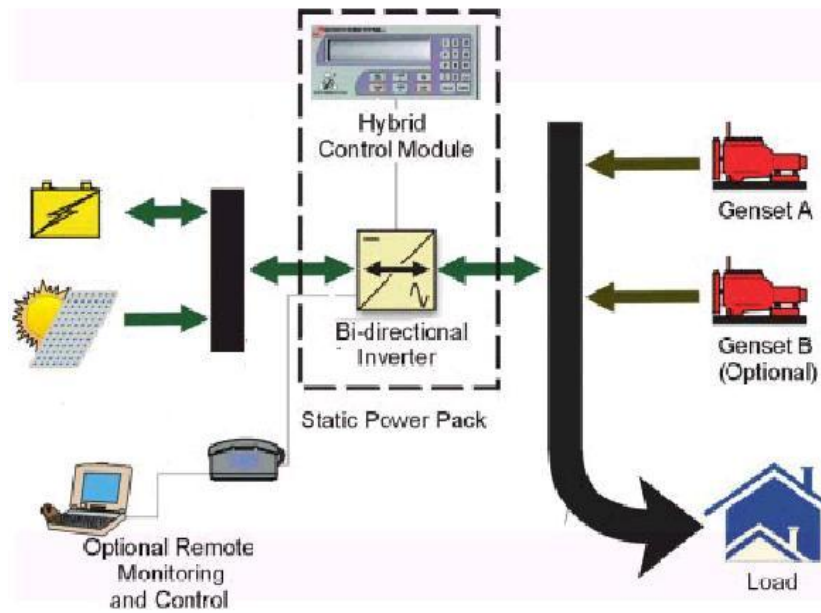 Hybrid
Control Module
Genset A
Genset B
(Optional)
Bi-directional
Inverter
Static Power Pack
Optional Remote
Monitoring
and Control
Load